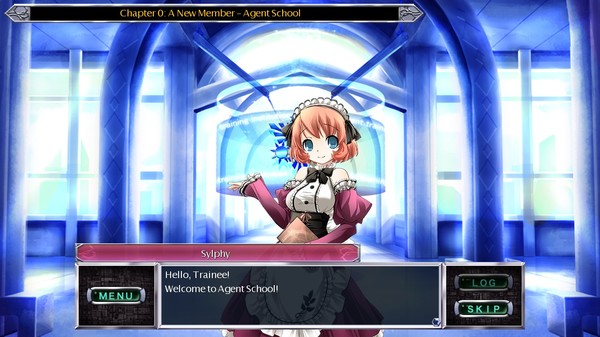 Chapter 0: A New Member - Agent School
Sylphy
Hello, Trainee!
Welcome to Agent School!
MENU
LOG
SKIP